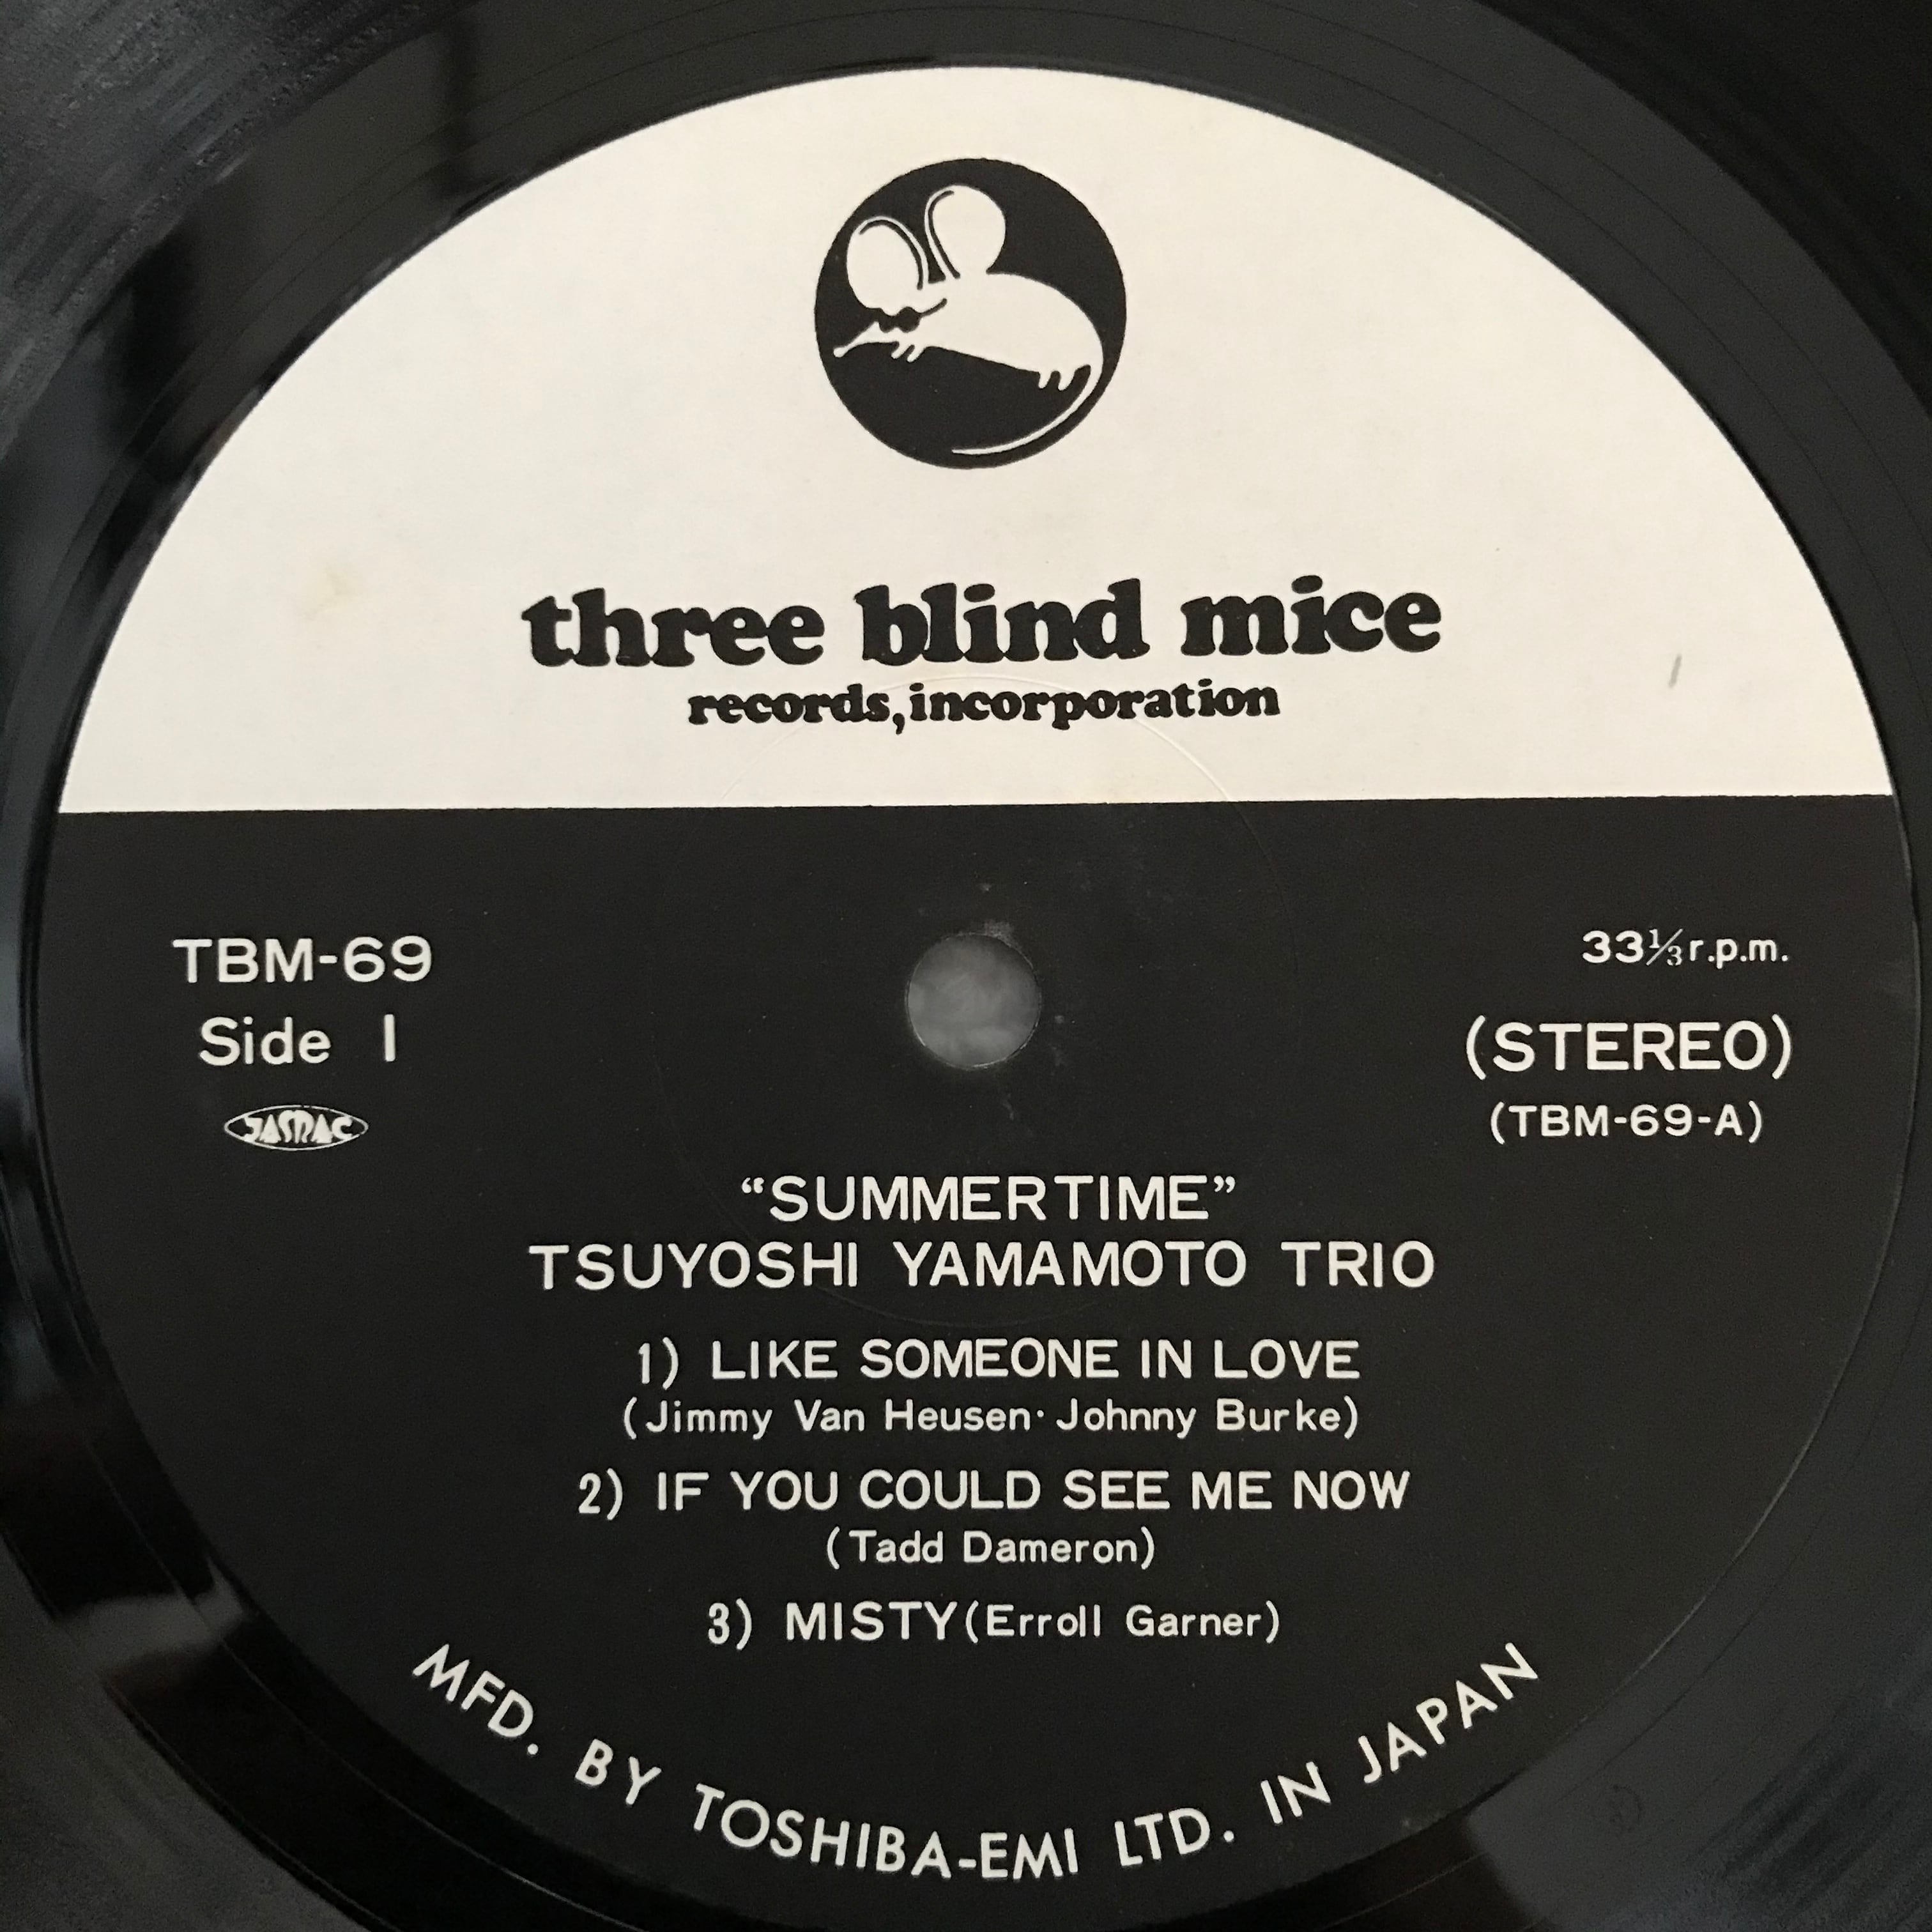 three blind mice
records, incorporation
TBM-69
Side 1
JASRAC
33⅓ r.p.m.
(STEREO)
(TBM-69-A)
“SUMMERTIME”
TSUYOSHI YAMAMOTO TRIO
1) LIKE SOMEONE IN LOVE
(Jimmy Van Heusen· Johnny Burke)
2) IF YOU COULD SEE ME NOW
(Tadd Dameron)
3) MISTY (Erroll Garner)
MFD. BY TOSHIBA-EMI LTD. IN JAPAN